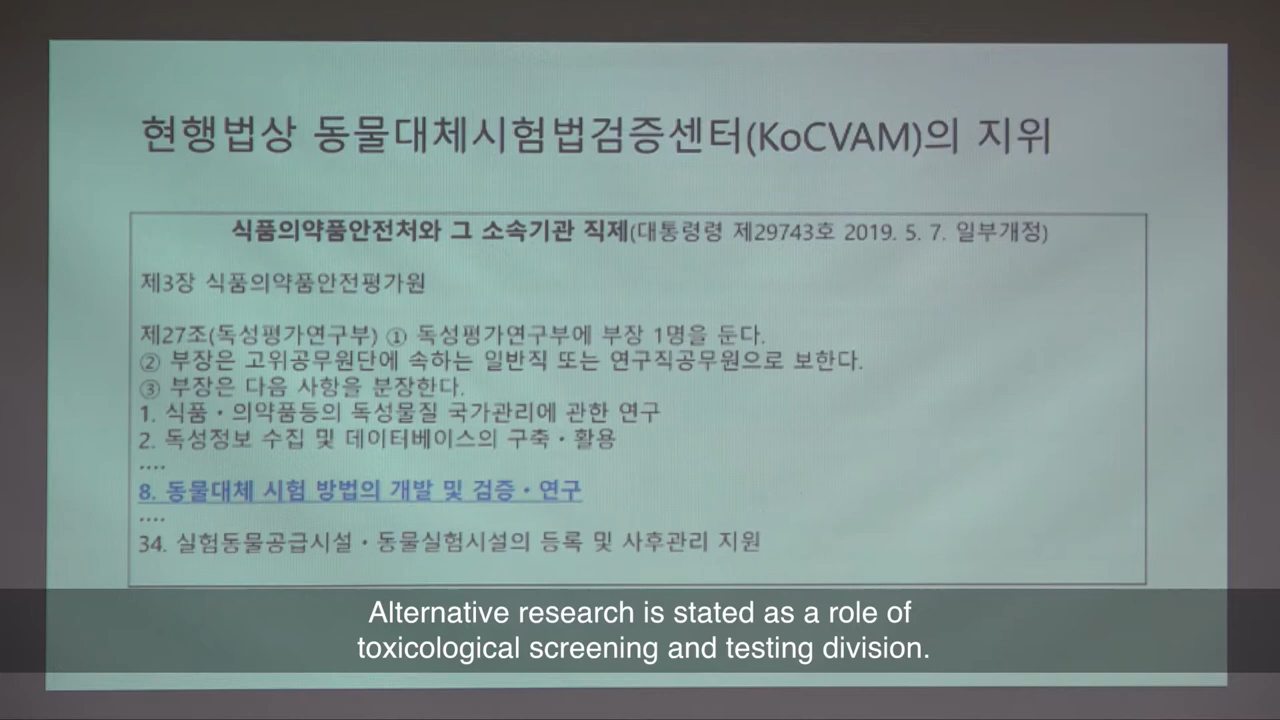 현행법상 동물대체시험법검증센터(KoCVAM)의 지위
식품의약품안전처와 그 소속기관 직제(대통령령 제29743호 2019. 5. 7. 일부개정)
제3장 식품의약품안전평가원
제27조(독성평가연구부) ① 독성평가연구부에 부장 1명을 둔다.
② 부장은 고위공무원단에 속하는 일반직 또는 연구직공무원으로 보한다.
③ 부장은 다음 사항을 분장한다.
1. 식품・의약품등의 독성물질 국가관리에 관한 연구
2. 독성정보 수집 및 데이터베이스의 구축・활용
....
8. 동물대체 시험 방법의 개발 및 검증・연구
....
34. 실험동물공급시설・동물실험시설의 등록 및 사후관리 지원
Alternative research is stated as a role of
toxicological screening and testing division.